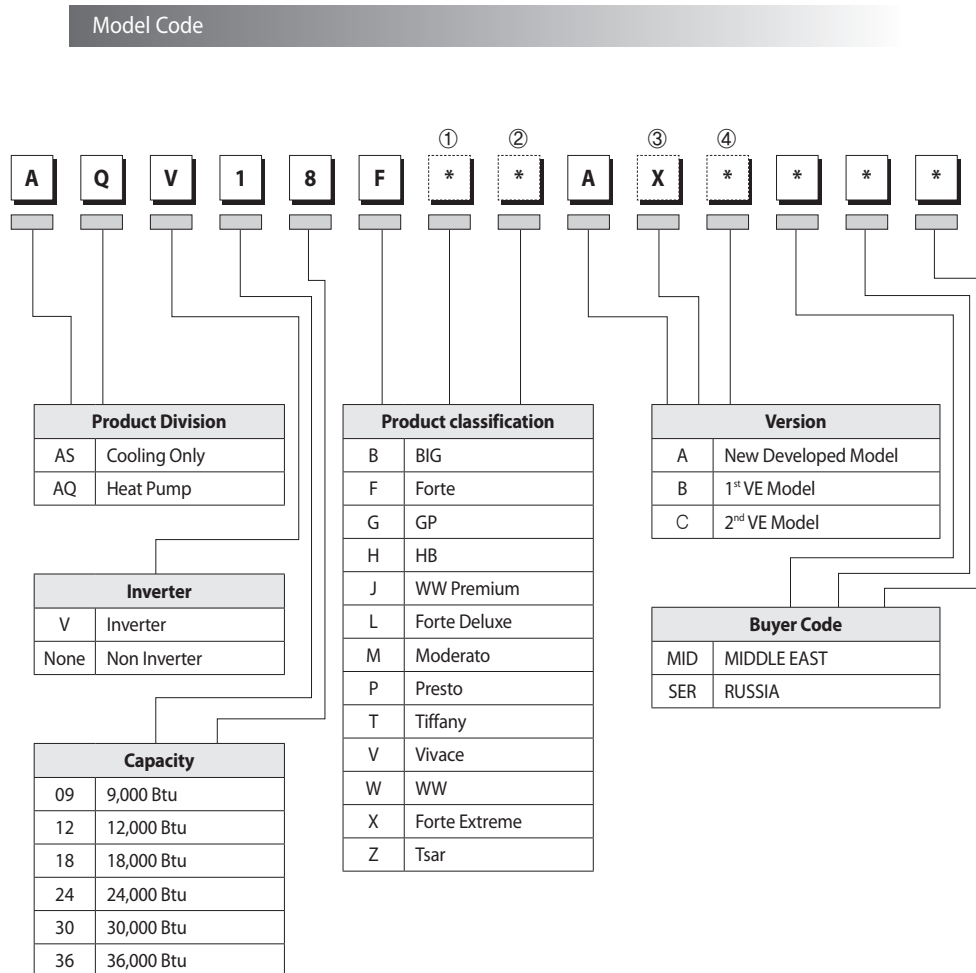 Model Code
① ② ③ ④
A Q V 1 8 F * * A X * * * *
Product Division
AS Cooling Only
AQ Heat Pump
Inverter
V Inverter
None Non Inverter
Capacity
09 9,000 Btu
12 12,000 Btu
18 18,000 Btu
24 24,000 Btu
30 30,000 Btu
36 36,000 Btu
Product classification
B BIG
F Forte
G GP
H HB
J WW Premium
L Forte Deluxe
M Moderato
P Presto
T Tiffany
V Vivace
W WW
X Forte Extreme
Z Tsar
Version
A New Developed Model
B 1st VE Model
C 2nd VE Model
Buyer Code
MID MIDDLE EAST
SER RUSSIA